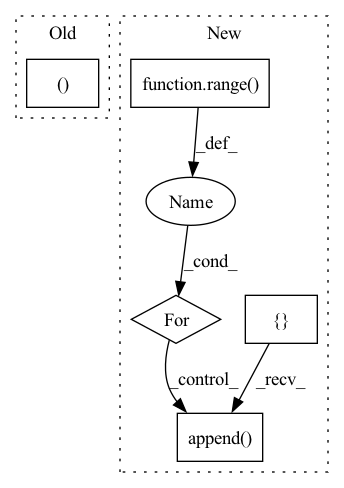 Old
New
()
function.range()
_def_
Name
_cond_
For
{}
_control_
_recv_
append()